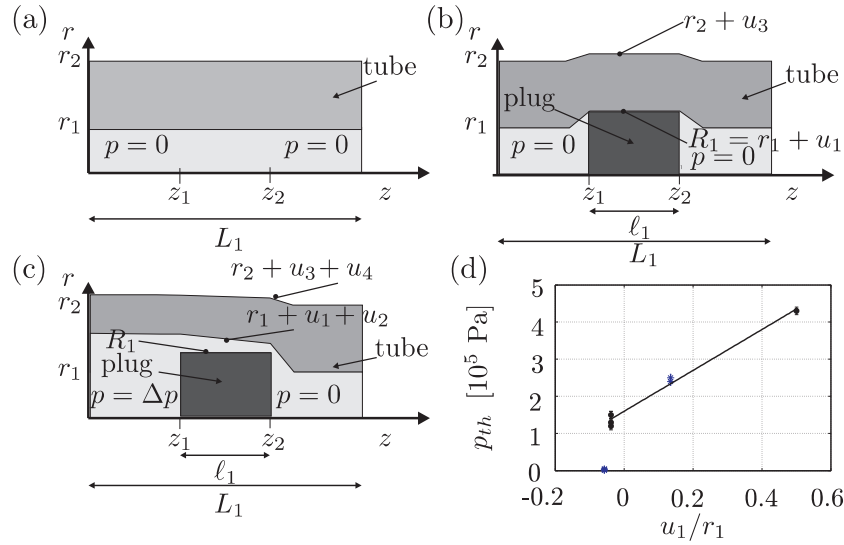 (a)
r
r₂
tube
r₁
p = 0
p = 0
z₁
z₂
z
L₁
(b)
r
r₂ + u₃
r₂
plug
tube
r₁
R₁ = r₁ + u₁
p = 0
p = 0
z₁
z₂
z
ℓ₁
L₁
(c)
r
r₂ + u₃ + u₄
r₂
r₁ + u₁ + u₂
R₁
plug
r₁
tube
p = Δp
p = 0
z₁
z₂
z
ℓ₁
L₁
(d)
5
4
3
2
1
0
p_th [10⁵ Pa]
-0.2
0
0.2
0.4
0.6
u₁/r₁